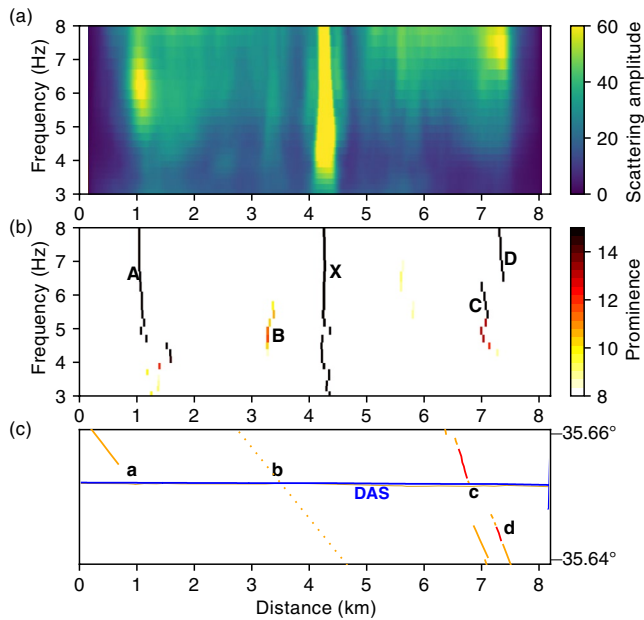 (a)
8
7
6
5
4
3
Frequency (Hz)
0 1 2 3 4 5 6 7 8
60
40
20
0
Scattering amplitude
(b)
8
7
6
5
4
3
Frequency (Hz)
A
B
X
C
D
0 1 2 3 4 5 6 7 8
14
12
10
8
Prominence
(c)
a
b
DAS
c
d
35.66°
35.64°
0 1 2 3 4 5 6 7 8
Distance (km)